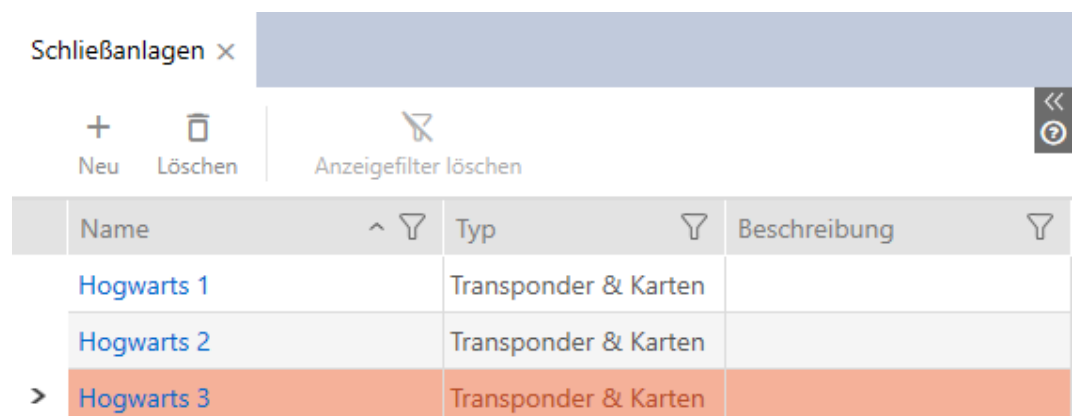 Schließanlagen
Neu Löschen Anzeigefilter löschen
Name Typ Beschreibung
Hogwarts 1 Transponder & Karten
Hogwarts 2 Transponder & Karten
Hogwarts 3 Transponder & Karten